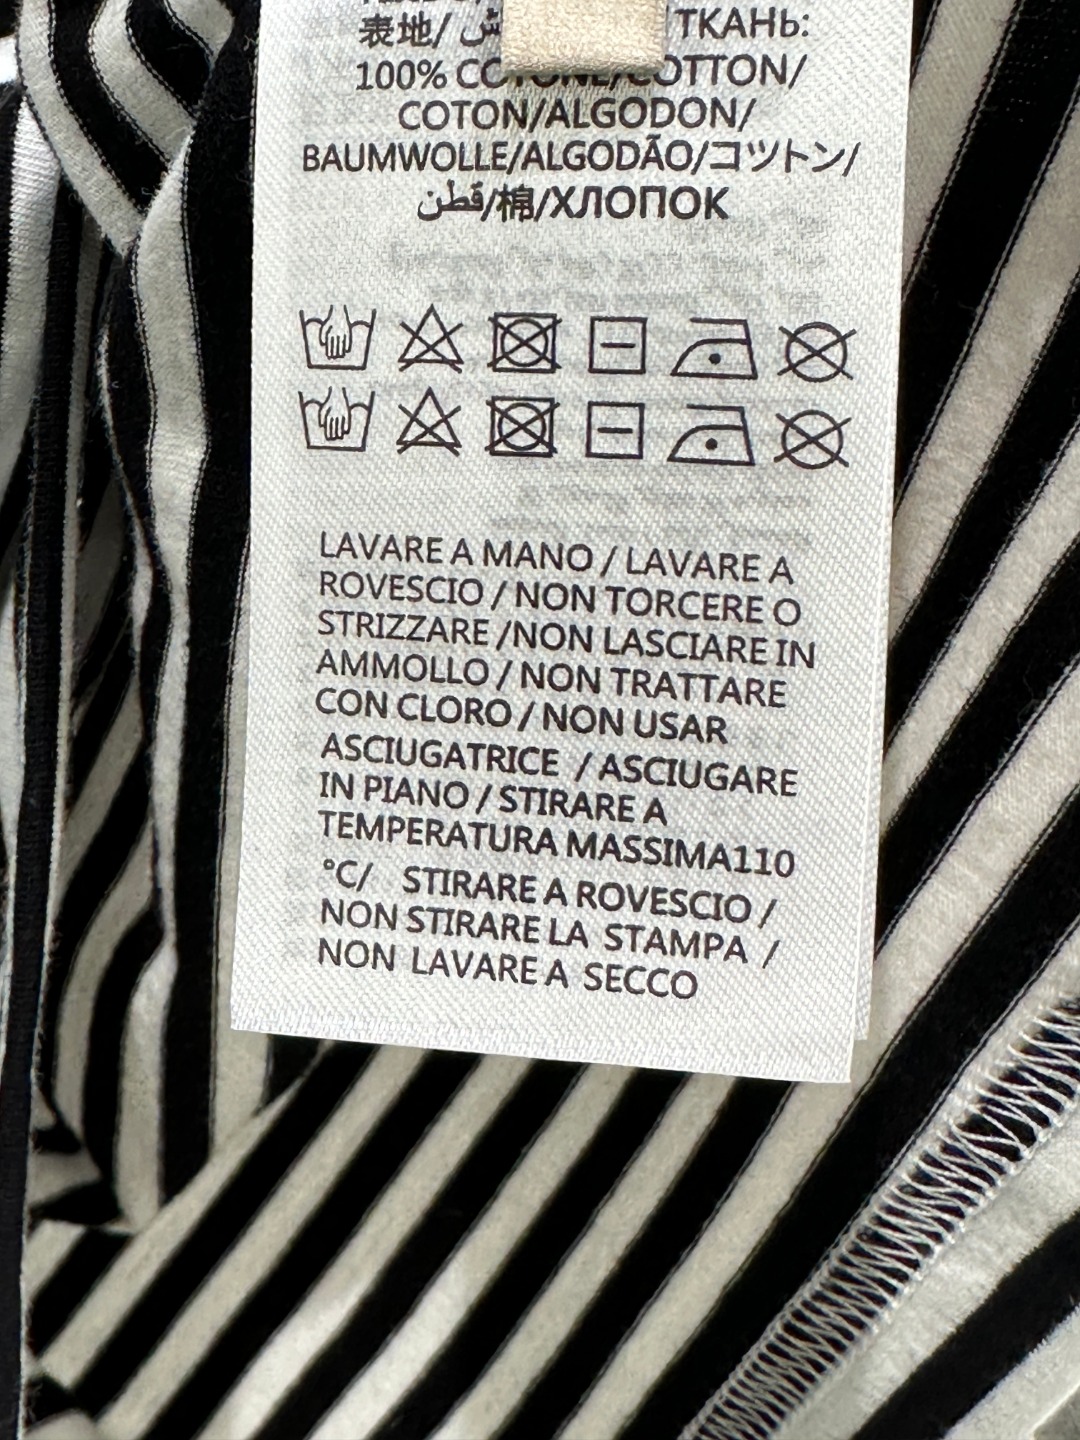 表地/ ТКАНЬ:
100% COTONE/COTTON/
COTON/ALGODON/
BAUMWOLLE/ALGODÃO/コツトン/
قطن/棉/ХЛОПОК
LAVARE A MANO / LAVARE A
ROVESCIO / NON TORCERE O
STRIZZARE /NON LASCIARE IN
AMMOLLO / NON TRATTARE
CON CLORO / NON USAR
ASCIUGATRICE / ASCIUGARE
IN PIANO / STIRARE A
TEMPERATURA MASSIMA110
°C/ STIRARE A ROVESCIO /
NON STIRARE LA STAMPA /
NON LAVARE A SECCO